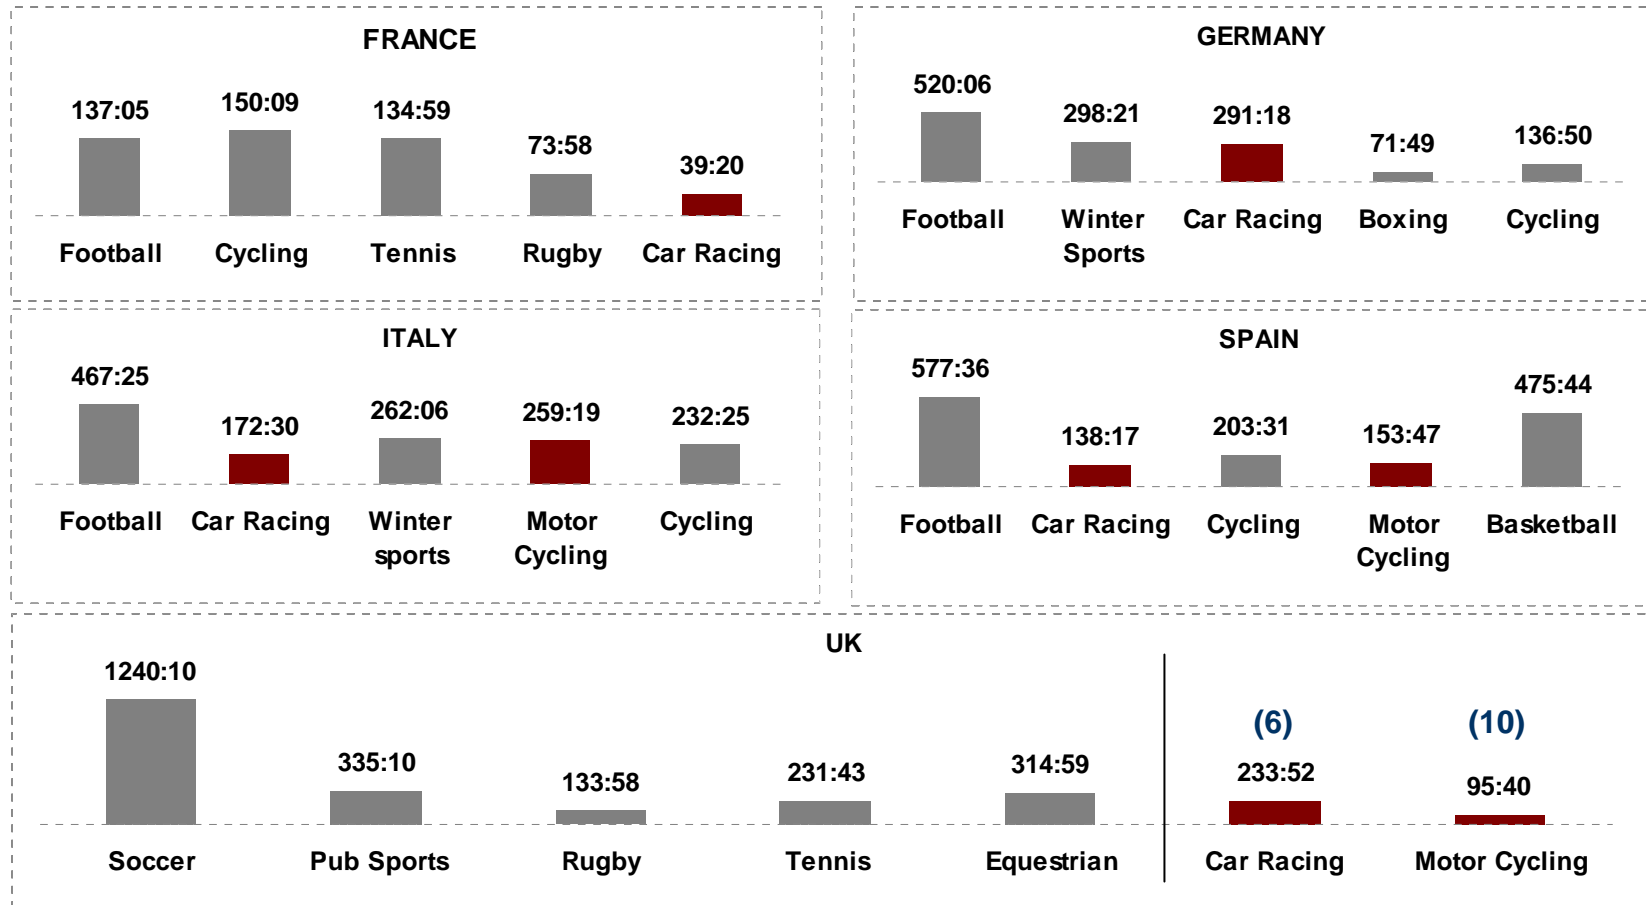 FRANCE
137:05 150:09 134:59 73:58 39:20
Football Cycling Tennis Rugby Car Racing
GERMANY
520:06 298:21 291:18 71:49 136:50
Football Winter Car Racing Boxing Cycling
Sports
ITALY
467:25 172:30 262:06 259:19 232:25
Football Car Racing Winter Motor Cycling
sports Cycling
SPAIN
577:36 138:17 203:31 153:47 475:44
Football Car Racing Cycling Motor Basketball
Cycling
UK
(6) (10)
1240:10 335:10 133:58 231:43 314:59 233:52 95:40
Soccer Pub Sports Rugby Tennis Equestrian Car Racing Motor Cycling